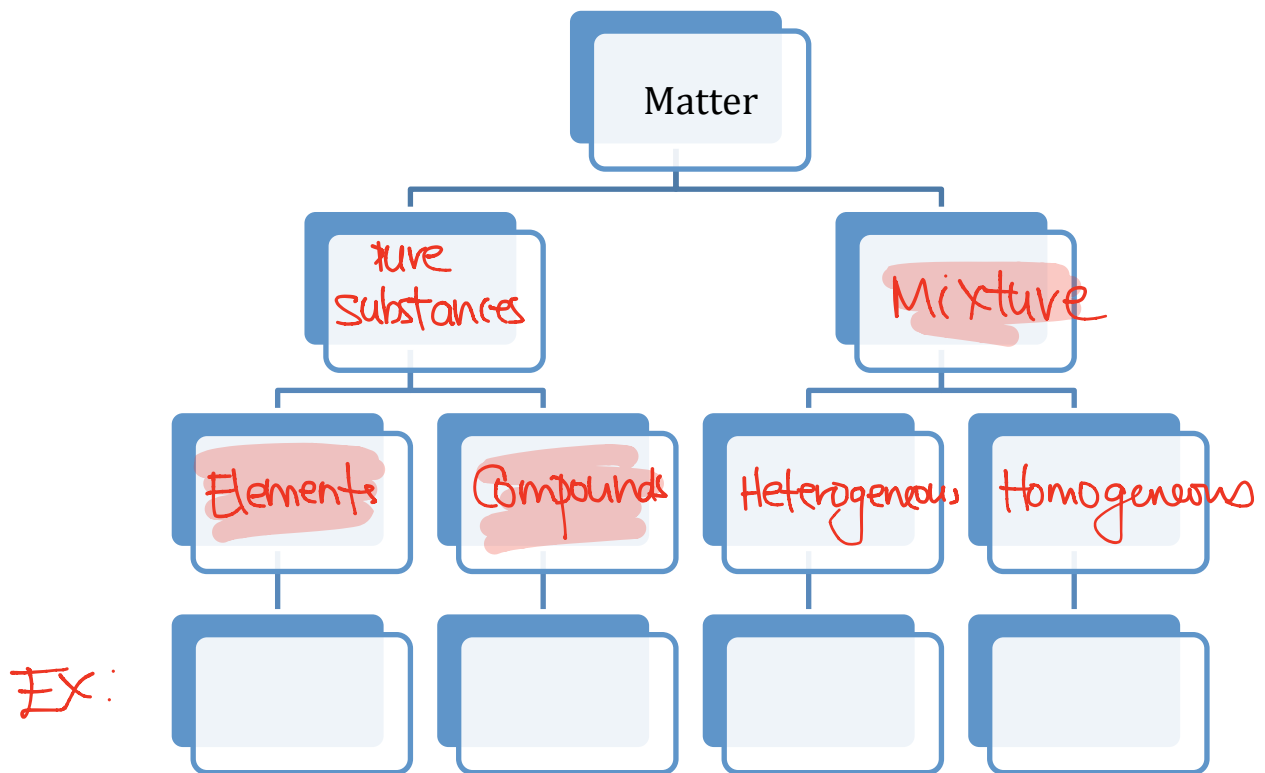 Matter
Pure
substances
Mixture
Elements
Compounds
Heterogeneous
Homogeneous
EX: